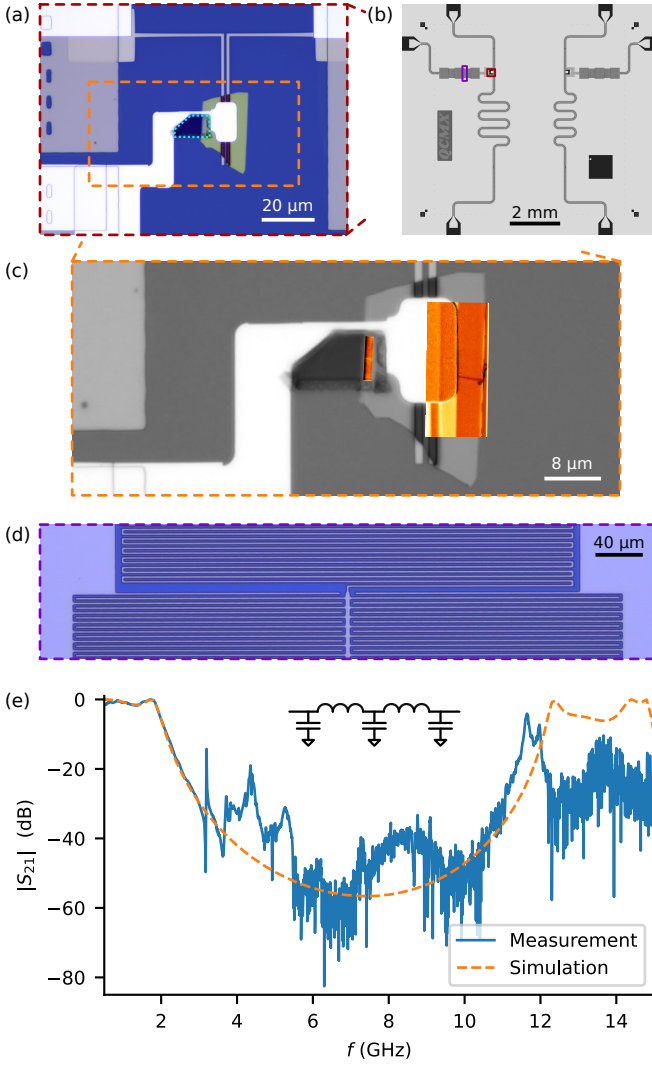 (a)
20 μm
(b)
QCMX
2 mm
(c)
8 μm
(d)
40 μm
(e)
0
−20
−40
−60
−80
|S21| (dB)
Measurement
Simulation
2
4
6
8
10
12
14
f (GHz)